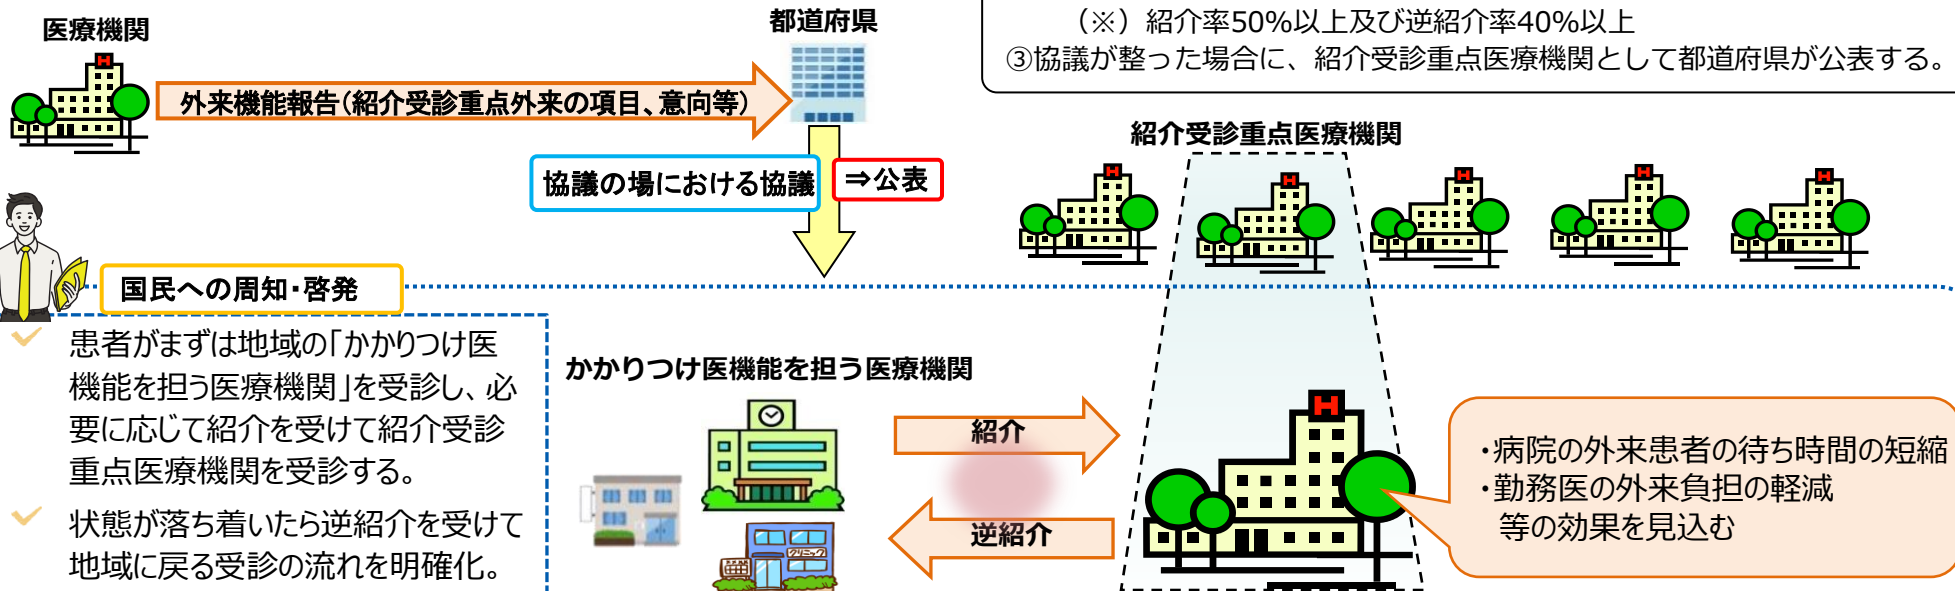 医療機関
都道府県
(※)紹介率50%以上及び逆紹介率40%以上
③協議が整った場合に、紹介受診重点医療機関として都道府県が公表する。
外来機能報告(紹介受診重点外来の項目、意向等)
協議の場における協議
⇒公表
紹介受診重点医療機関
国民への周知・啓発
患者がまずは地域の「かかりつけ医
機能を担う医療機関」を受診し、必
要に応じて紹介を受けて紹介受診
重点医療機関を受診する。
状態が落ち着いたら逆紹介を受けて
地域に戻る受診の流れを明確化。
かかりつけ医機能を担う医療機関
クリニック
紹介
逆紹介
・病院の外来患者の待ち時間の短縮
・勤務医の外来負担の軽減
等の効果を見込む
H
H
H
H
H
H
H